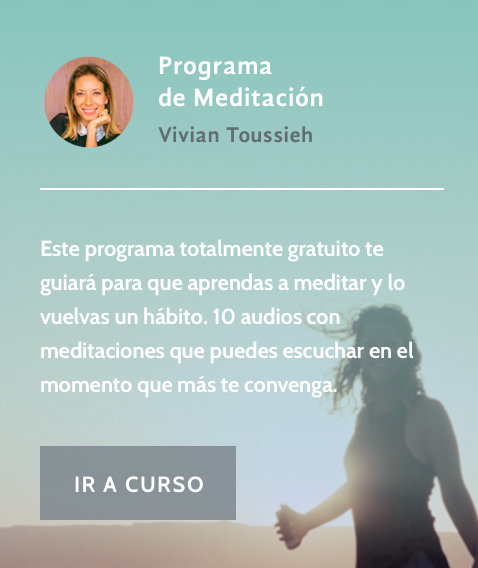 Programa
de Meditación
Vivian Toussieh
Este programa totalmente gratuito te
guiará para que aprendas a meditar y lo
vuelvas un hábito. 10 audios con
meditaciones que puedes escuchar en el
momento que más te convenga.
IR A CURSO